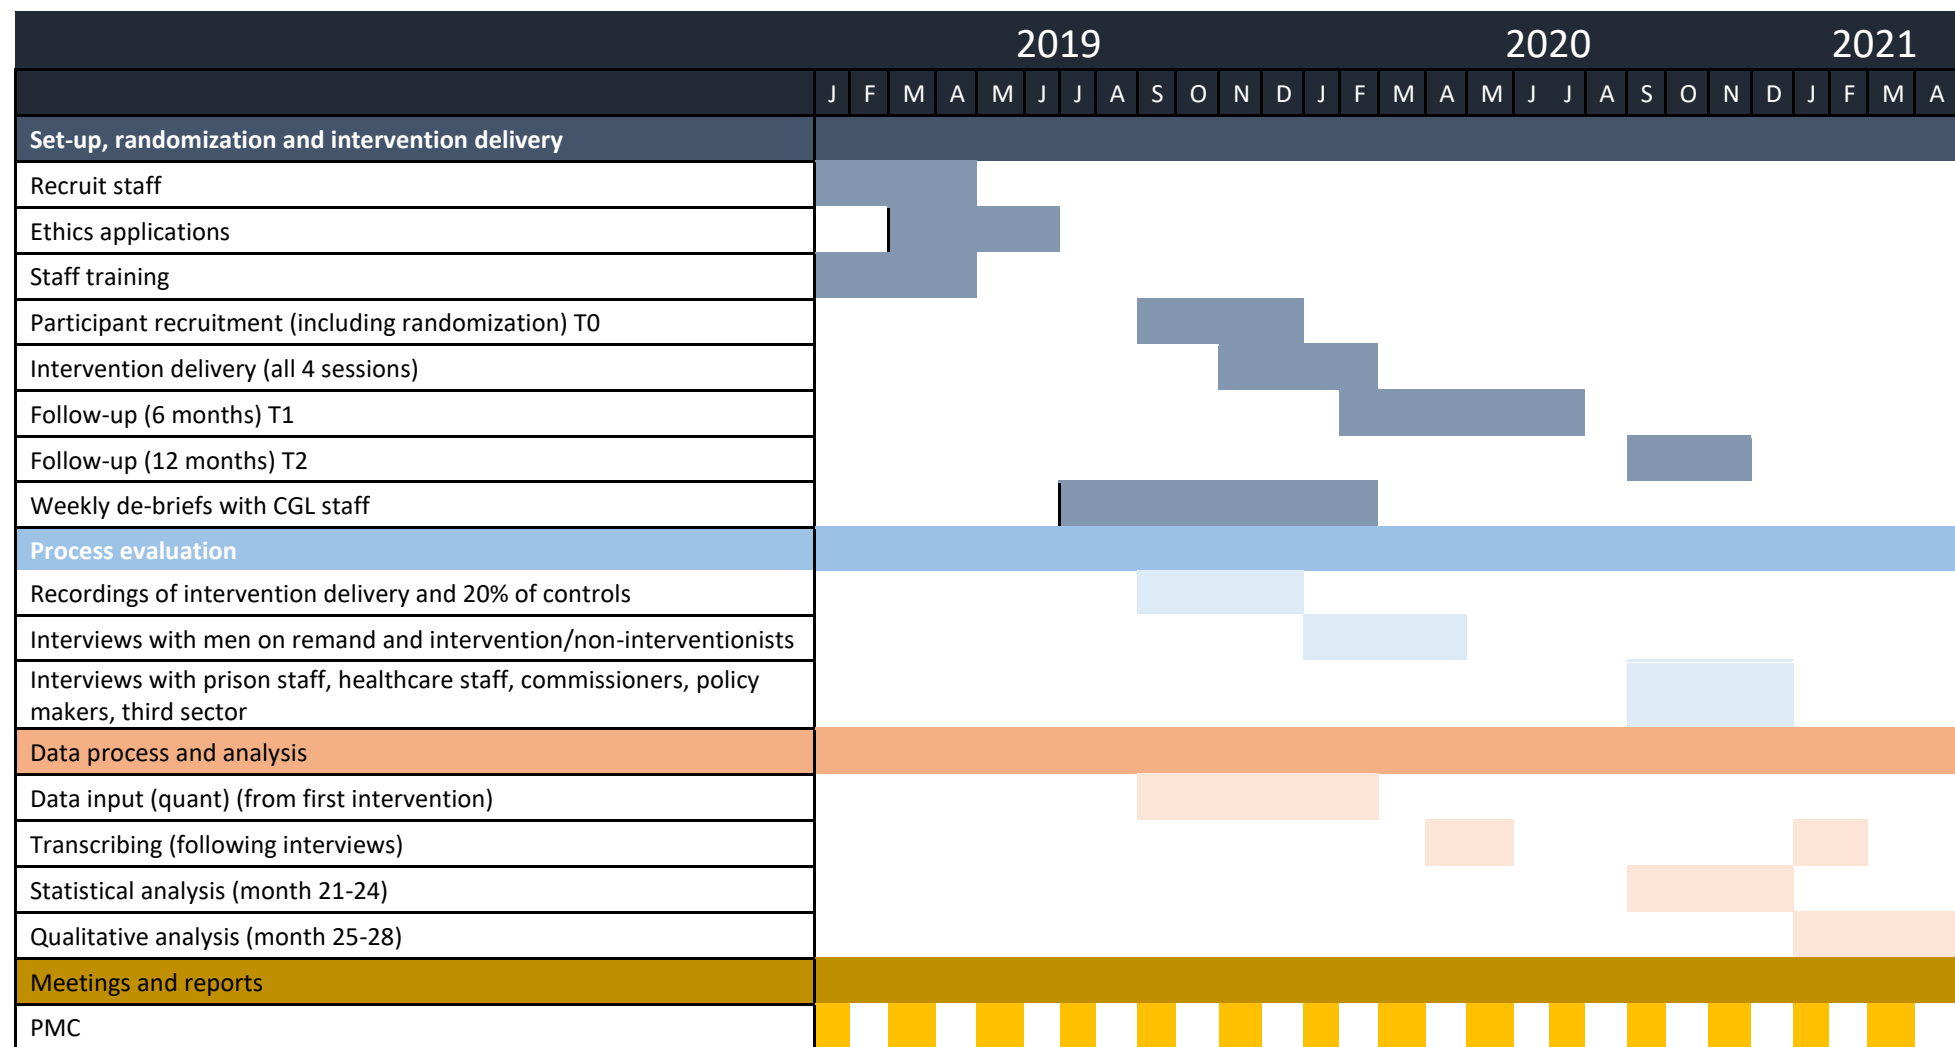 2019 2020 2021
J F M A M J J A S O N D J F M A M J J A S O N D J F M A
Set-up, randomization and intervention delivery
Recruit staff
Ethics applications
Staff training
Participant recruitment (including randomization) T0
Intervention delivery (all 4 sessions)
Follow-up (6 months) T1
Follow-up (12 months) T2
Weekly de-briefs with CGL staff
Process evaluation
Recordings of intervention delivery and 20% of controls
Interviews with men on remand and intervention/non-interventionists
Interviews with prison staff, healthcare staff, commissioners, policy
makers, third sector
Data process and analysis
Data input (quant) (from first intervention)
Transcribing (following interviews)
Statistical analysis (month 21-24)
Qualitative analysis (month 25-28)
Meetings and reports
PMC